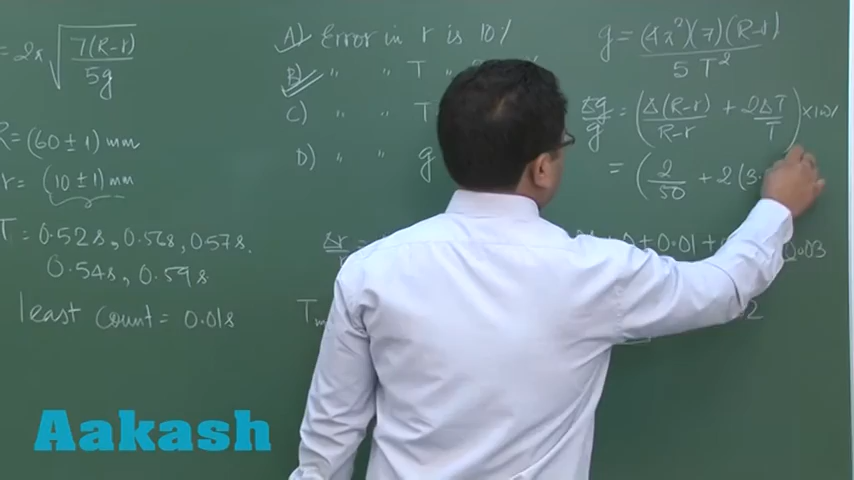 = 2π √(7(R-r)/5g)
R = (60 ± 1) mm
r = (10 ± 1) mm
T = 0.52s, 0.56s, 0.57s.
0.54s, 0.59s
least count = 0.01s
A) Error in r is 10%
B) " " T
C) " " T
D) " " g
Δr/r =
0 + 0.01 +
0.03
g = (4π²)(7)(R-r) / 5T²
Δg/g = (Δ(R-r)/(R-r) + 2ΔT/T) × 100%
= (2/50 + 2(3.
Aakash